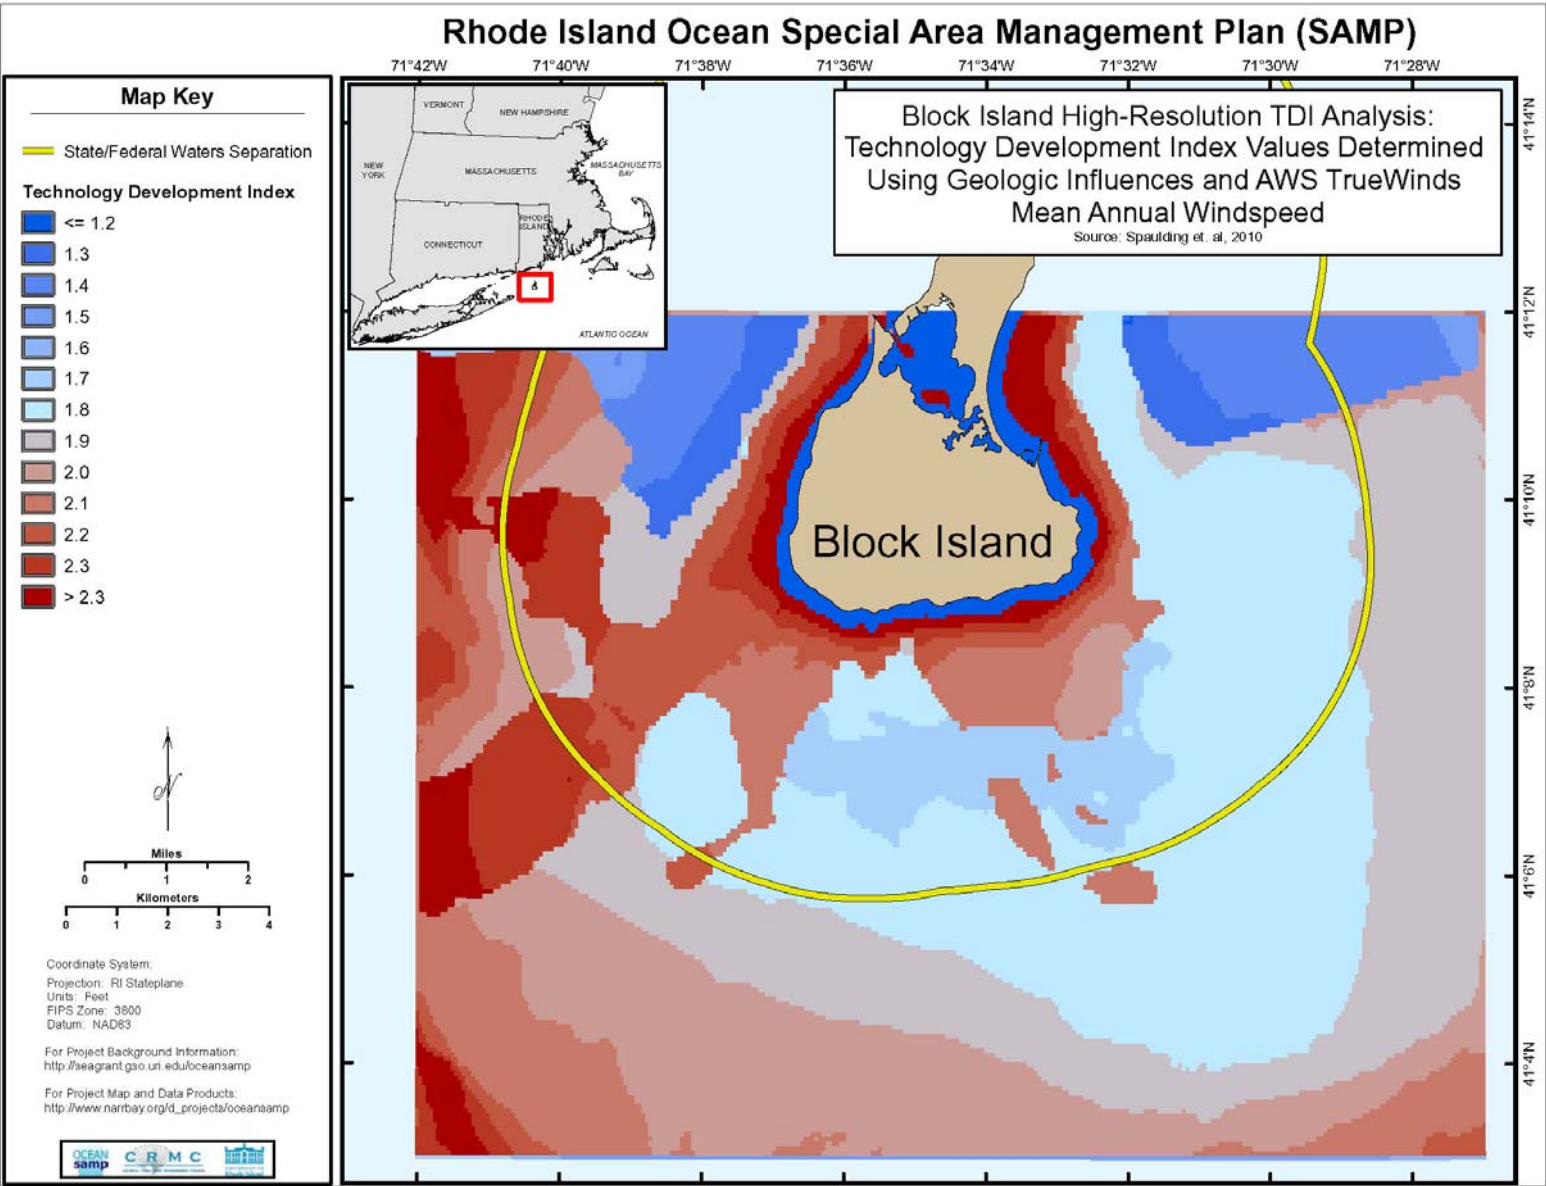 Rhode Island Ocean Special Area Management Plan (SAMP)
71°42'W 71°40'W 71°38'W 71°36'W 71°34'W 71°32'W 71°30'W 71°28'W
Map Key
State/Federal Waters Separation
Technology Development Index
<= 1.2
1.3
1.4
1.5
1.6
1.7
1.8
1.9
2.0
2.1
2.2
2.3
> 2.3
N
Miles
0 1 2
Kilometers
0 1 2 3 4
Coordinate System:
Projection: RI Stateplane
Units: Feet
FIPS Zone: 3800
Datum: NAD83
For Project Background Information:
http://seagrant.gso.uri.edu/oceansamp
For Project Map and Data Products:
http://www.narrbay.org/d_projects/oceansamp
OCEAN
samp
C R M C
VERMONT
NEW HAMPSHIRE
NEW
YORK
MASSACHUSETTS
MASSACHUSETTS
BAY
RHODE
ISLAND
CONNECTICUT
ATLANTIC OCEAN
Block Island High-Resolution TDI Analysis:
Technology Development Index Values Determined
Using Geologic Influences and AWS TrueWinds
Mean Annual Windspeed
Source: Spaulding et. al, 2010
Block Island
41°14'N
41°12'N
41°10'N
41°8'N
41°6'N
41°4'N